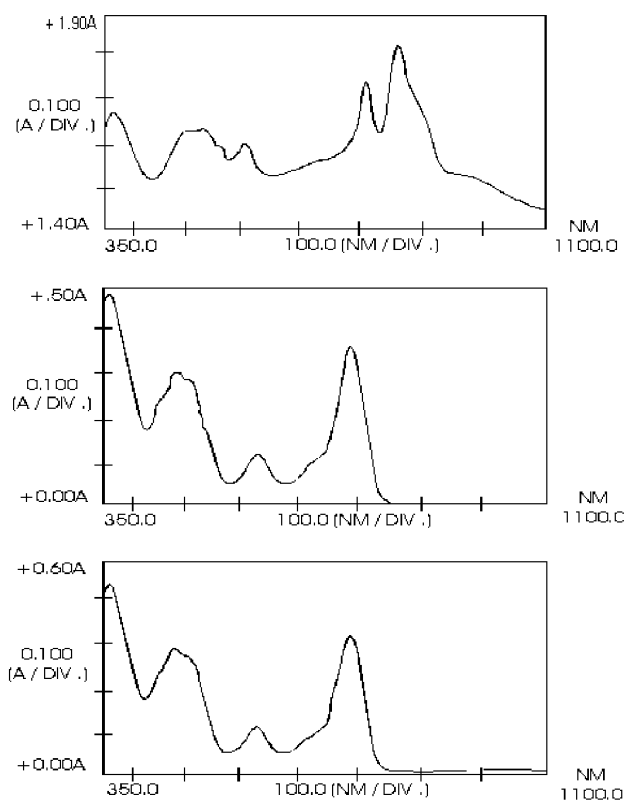 +1.90A
0.100
(A / DIV .)
+1.40A
350.0
100.0 (NM / DIV .)
NM
1100.0
+.50A
0.100
(A / DIV .)
+0.00A
350.0
100.0 (NM / DIV .)
NM
1100.0
+0.60A
0.100
(A / DIV .)
+0.00A
350.0
100.0 (NM / DIV .)
NM
1100.0